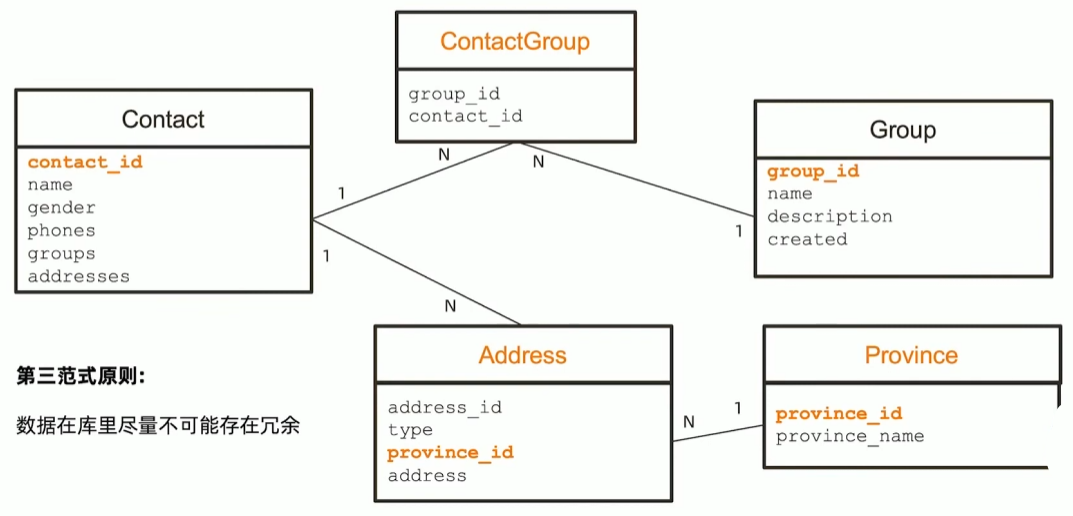 ContactGroup
group_id
contact_id
Contact
contact_id
name
gender
phones
groups
addresses
Group
group_id
name
description
created
N
N
1
1
1
N
Address
address_id
type
province_id
address
N
1
Province
province_id
province_name
第三范式原则:
数据在库里尽量不可能存在冗余